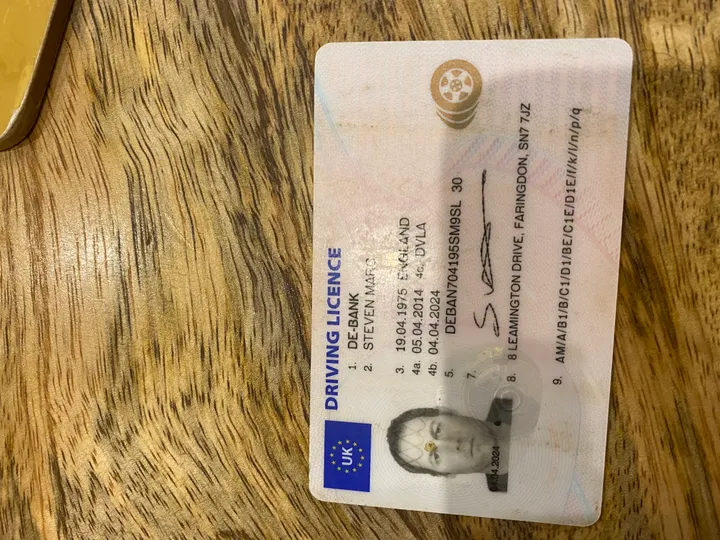 DRIVING LICENCE
UK
1. DE-BANK
2. STEVEN MARC
3. 19.04.1975 ENGLAND
4a. 05.04.2014 4c. DVLA
4b. 04.04.2024
5. DEBAN704195SM9SL 30
7.
8. 8 LEAMINGTON DRIVE, FARINGDON, SN7 7JZ
9. AM/A/B1/B/C1/D1/BE/C1E/D1E/f/k/l/n/p/q